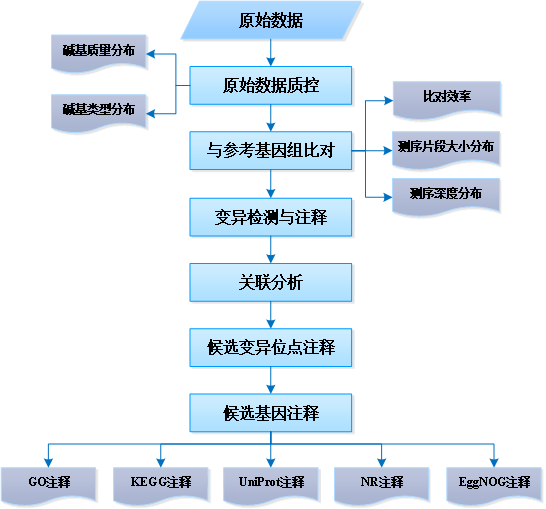 原始数据
碱基质量分布
原始数据质控
碱基类型分布
比对效率
与参考基因组比对
测序片段大小分布
测序深度分布
变异检测与注释
关联分析
候选变异位点注释
候选基因注释
GO注释
KEGG注释
UniProt注释
NR注释
EggNOG注释